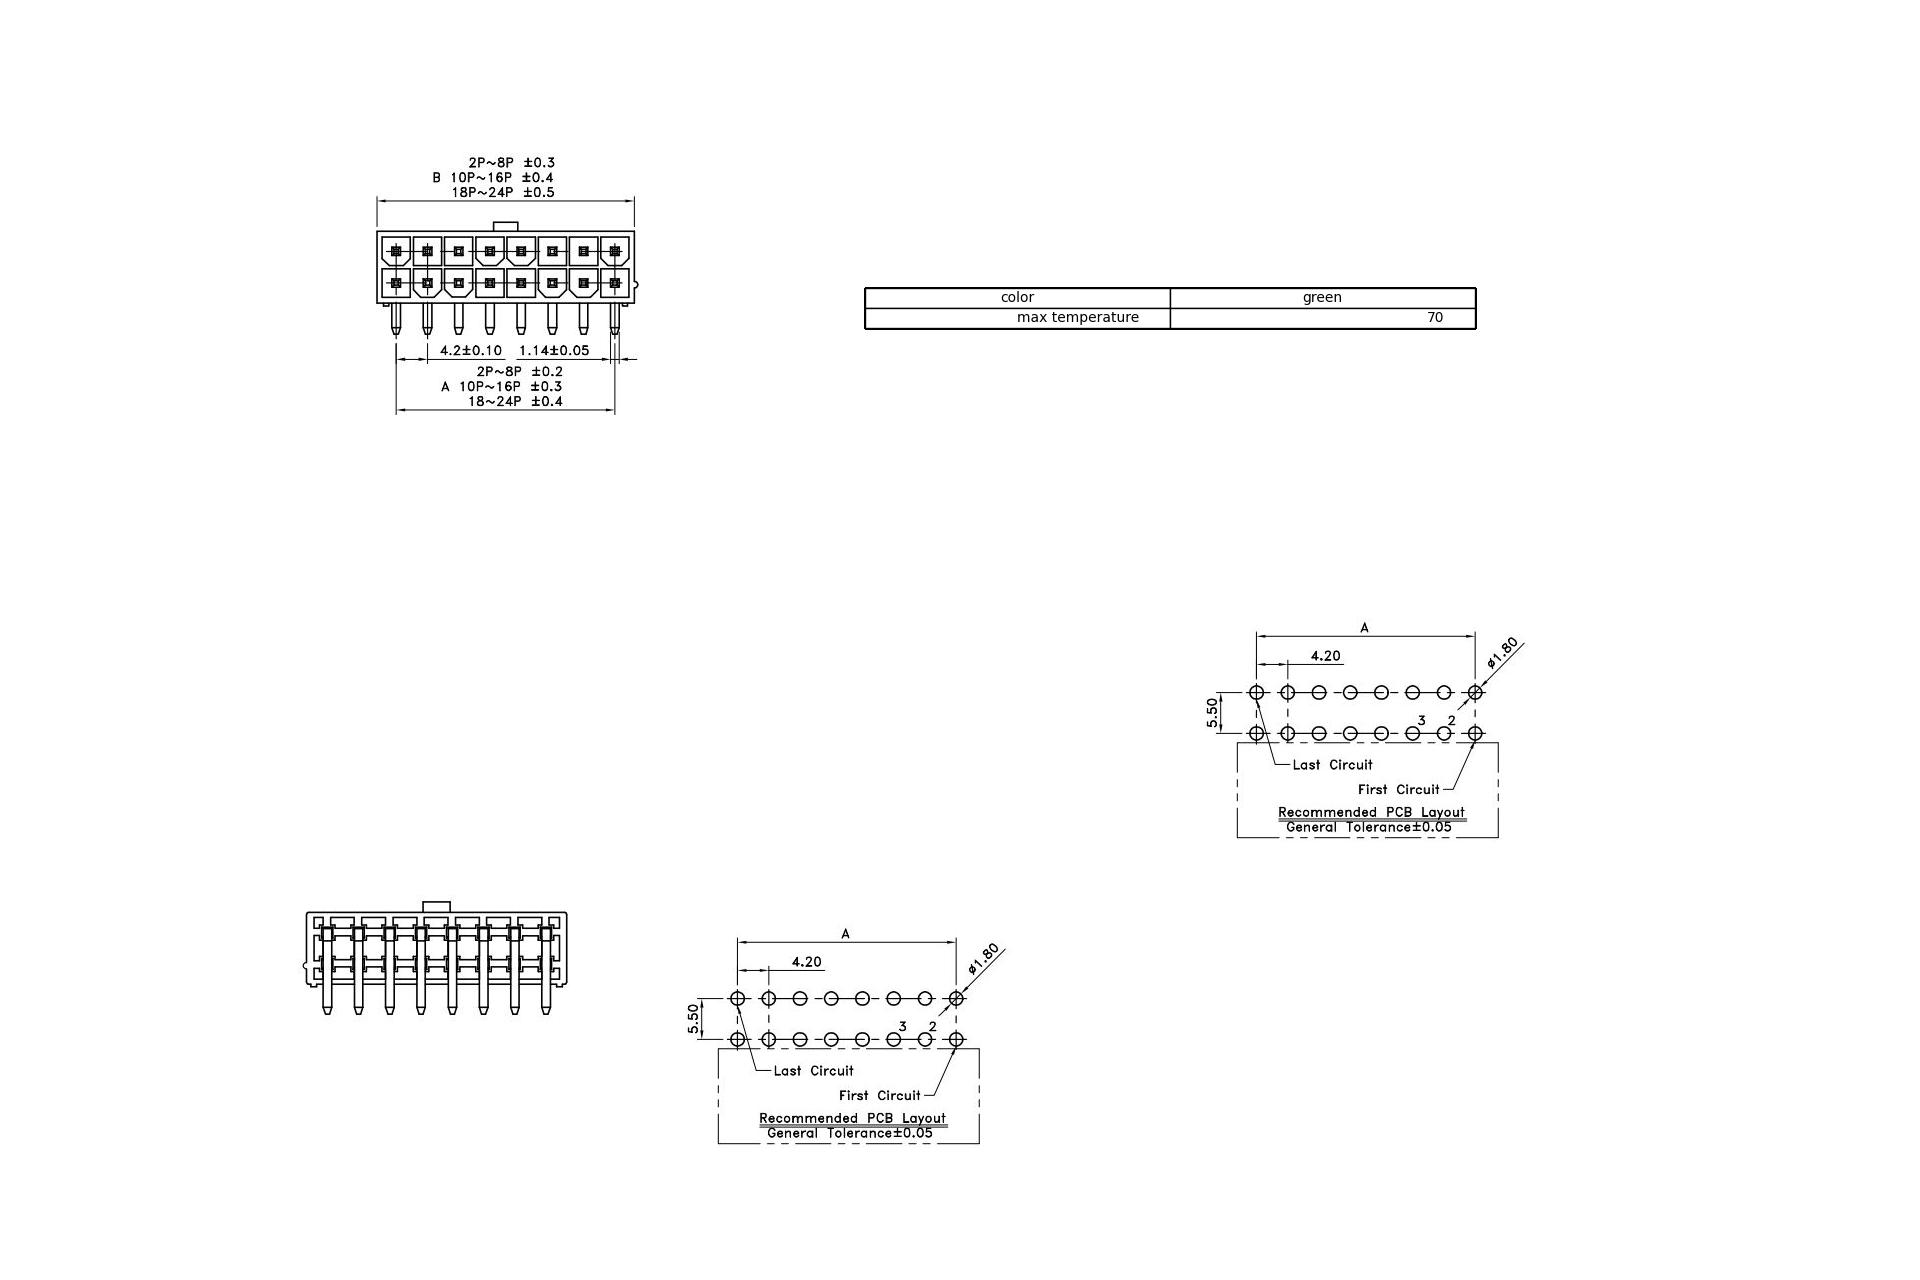 2P~8P ±0.3
B 10P~16P ±0.4
18P~24P ±0.5
4.2±0.10 1.14±0.05
2P~8P ±0.2
A 10P~16P ±0.3
18~24P ±0.4
color green
max temperature 70
A
4.20
ø1.80
5.50
3 2
Last Circuit
First Circuit
Recommended PCB Layout
General Tolerance±0.05
A
4.20
ø1.80
5.50
3 2
Last Circuit
First Circuit
Recommended PCB Layout
General Tolerance±0.05